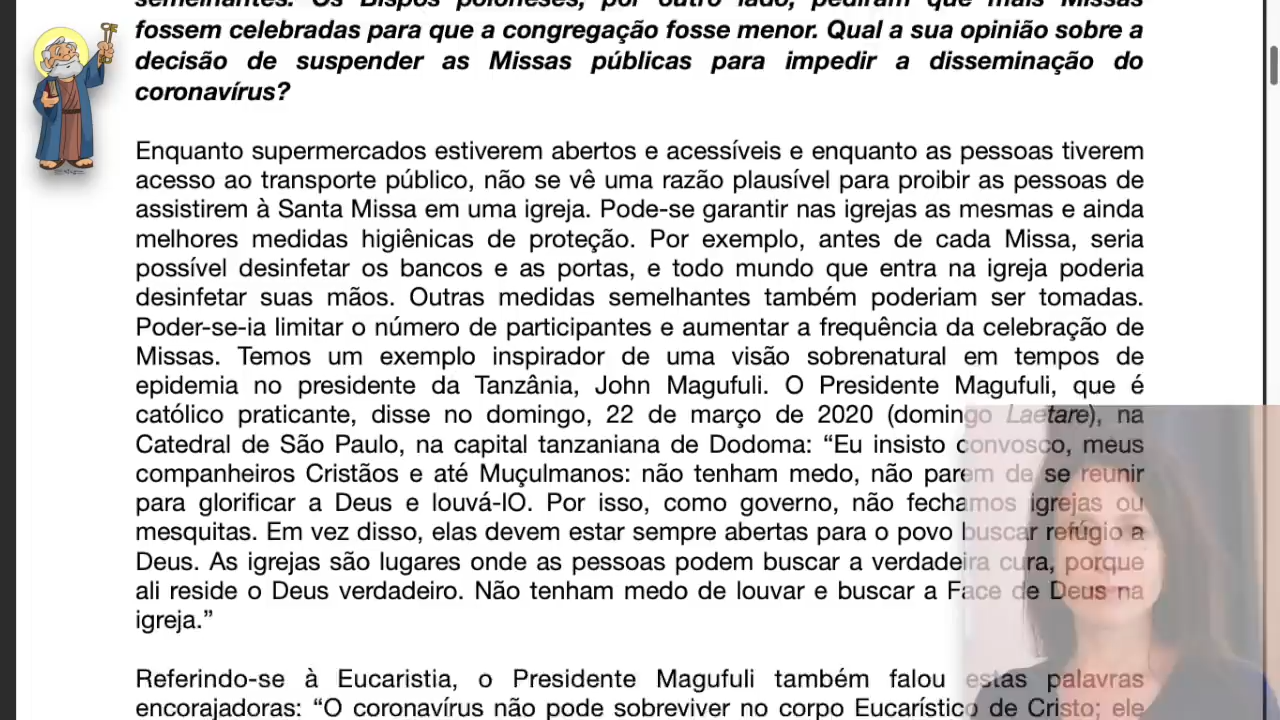 semelhantes. Os Bispos poloneses, por outro lado, pediram que mais Missas
fossem celebradas para que a congregação fosse menor. Qual a sua opinião sobre a
decisão de suspender as Missas públicas para impedir a disseminação do
coronavírus?
Enquanto supermercados estiverem abertos e acessíveis e enquanto as pessoas tiverem
acesso ao transporte público, não se vê uma razão plausível para proibir as pessoas de
assistirem à Santa Missa em uma igreja. Pode-se garantir nas igrejas as mesmas e ainda
melhores medidas higiênicas de proteção. Por exemplo, antes de cada Missa, seria
possível desinfetar os bancos e as portas, e todo mundo que entra na igreja poderia
desinfetar suas mãos. Outras medidas semelhantes também poderiam ser tomadas.
Poder-se-ia limitar o número de participantes e aumentar a frequência da celebração de
Missas. Temos um exemplo inspirador de uma visão sobrenatural em tempos de
epidemia no presidente da Tanzânia, John Magufuli. O Presidente Magufuli, que é
católico praticante, disse no domingo, 22 de março de 2020 (domingo Laetare), na
Catedral de São Paulo, na capital tanzaniana de Dodoma: “Eu insisto convosco, meus
companheiros Cristãos e até Muçulmanos: não tenham medo, não parem de se reunir
para glorificar a Deus e louvá-lO. Por isso, como governo, não fechamos igrejas ou
mesquitas. Em vez disso, elas devem estar sempre abertas para o povo buscar refúgio a
Deus. As igrejas são lugares onde as pessoas podem buscar a verdadeira cura, porque
ali reside o Deus verdadeiro. Não tenham medo de louvar e buscar a Face de Deus na
igreja.”
Referindo-se à Eucaristia, o Presidente Magufuli também falou estas palavras
encorajadoras: “O coronavírus não pode sobreviver no corpo Eucarístico de Cristo; ele